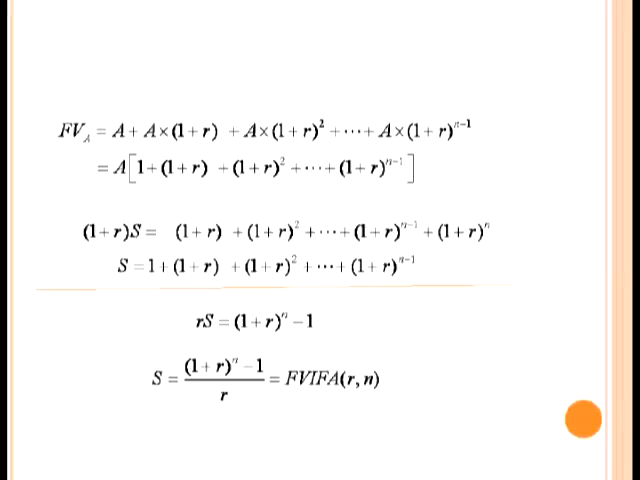 FV_A = A + A×(1+r) + A×(1+r)^2 + ⋯ + A×(1+r)^{n−1}
= A[1+(1+r) + (1+r)^2 + ⋯ + (1+r)^{n−1}]
(1+r)S = (1+r) + (1+r)^2 + ⋯ + (1+r)^{n−1} + (1+r)^n
S = 1 + (1+r) + (1+r)^2 + ⋯ + (1+r)^{n−1}
rS = (1+r)^n − 1
S = \frac{(1+r)^n − 1}{r} = FVIFA(r, n)